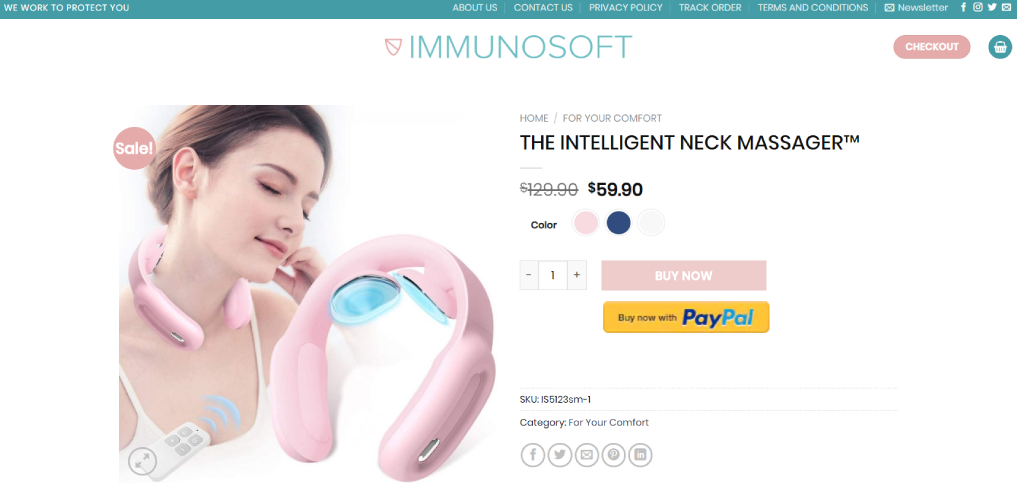 WE WORK TO PROTECT YOU
ABOUT US CONTACT US PRIVACY POLICY TRACK ORDER TERMS AND CONDITIONS Newsletter
IMMUNOSOFT
CHECKOUT
Sale!
HOME / FOR YOUR COMFORT
THE INTELLIGENT NECK MASSAGER™
$129.90 $59.90
Color
- 1 +
BUY NOW
Buy now with PayPal
SKU: IS5123sm-1
Category: For Your Comfort